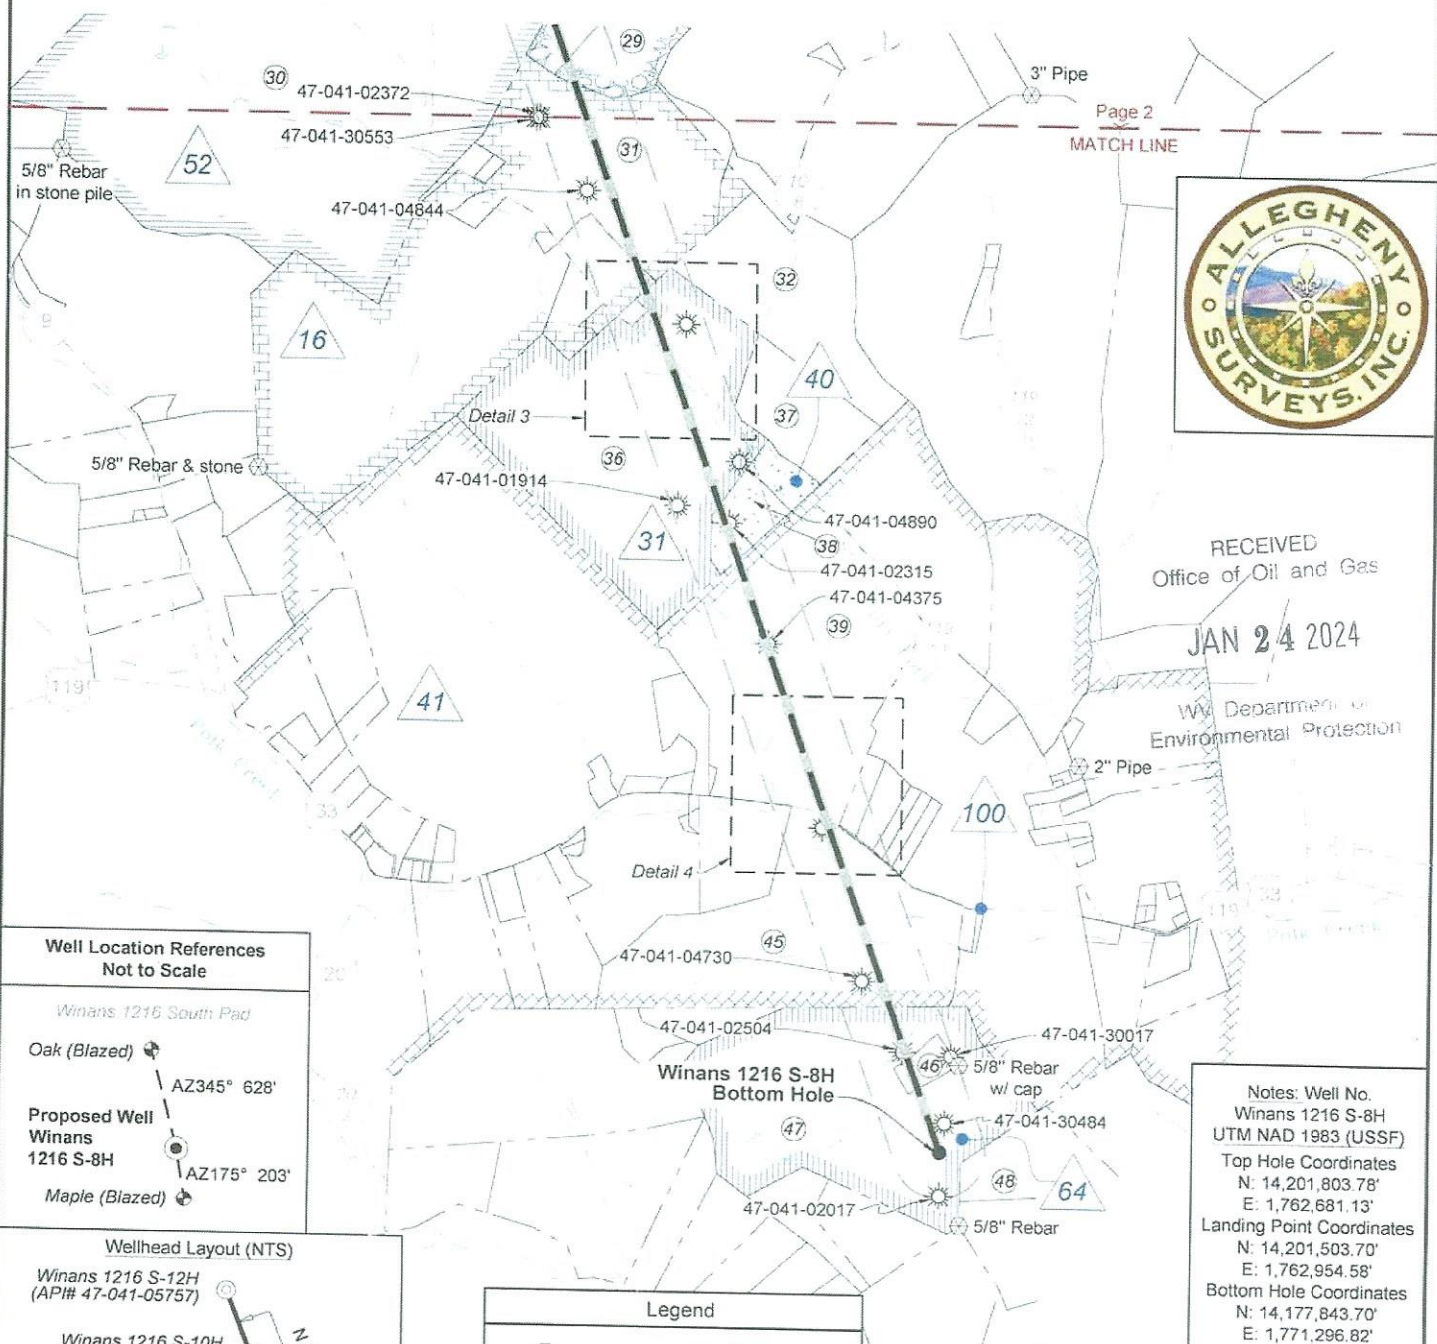 29
30
47-041-02372
47-041-30553
31
47-041-04844
3" Pipe
Page 2
MATCH LINE
5/8" Rebar
in stone pile
52
ALLEGHENY
SURVEYS, INC.
16
32
40
37
Detail 3
36
5/8" Rebar & stone
47-041-01914
31
47-041-04890
38
47-041-02315
47-041-04375
39
RECEIVED
Office of Oil and Gas
JAN 24 2024
WV Department of
Environmental Protection
119
41
33
2" Pipe
100
Detail 4
119
33
45
47-041-04730
20
47-041-02504
47-041-30017
46
5/8" Rebar
w/ cap
Winans 1216 S-8H
Bottom Hole
47-041-30484
47
48
64
47-041-02017
5/8" Rebar
Well Location References
Not to Scale
Winans 1216 South Pad
Oak (Blazed)
AZ345° 628'
Proposed Well
Winans
1216 S-8H
AZ175° 203'
Maple (Blazed)
Wellhead Layout (NTS)
Winans 1216 S-12H
(API# 47-041-05757)
Winans 1216 S-10H
N
Legend
Notes: Well No.
Winans 1216 S-8H
UTM NAD 1983 (USSF)
Top Hole Coordinates
N: 14,201,803.78'
E: 1,762,681.13'
Landing Point Coordinates
N: 14,201,503.70'
E: 1,762,954.58'
Bottom Hole Coordinates
N: 14,177,843.70'
E: 1,771,296.82'